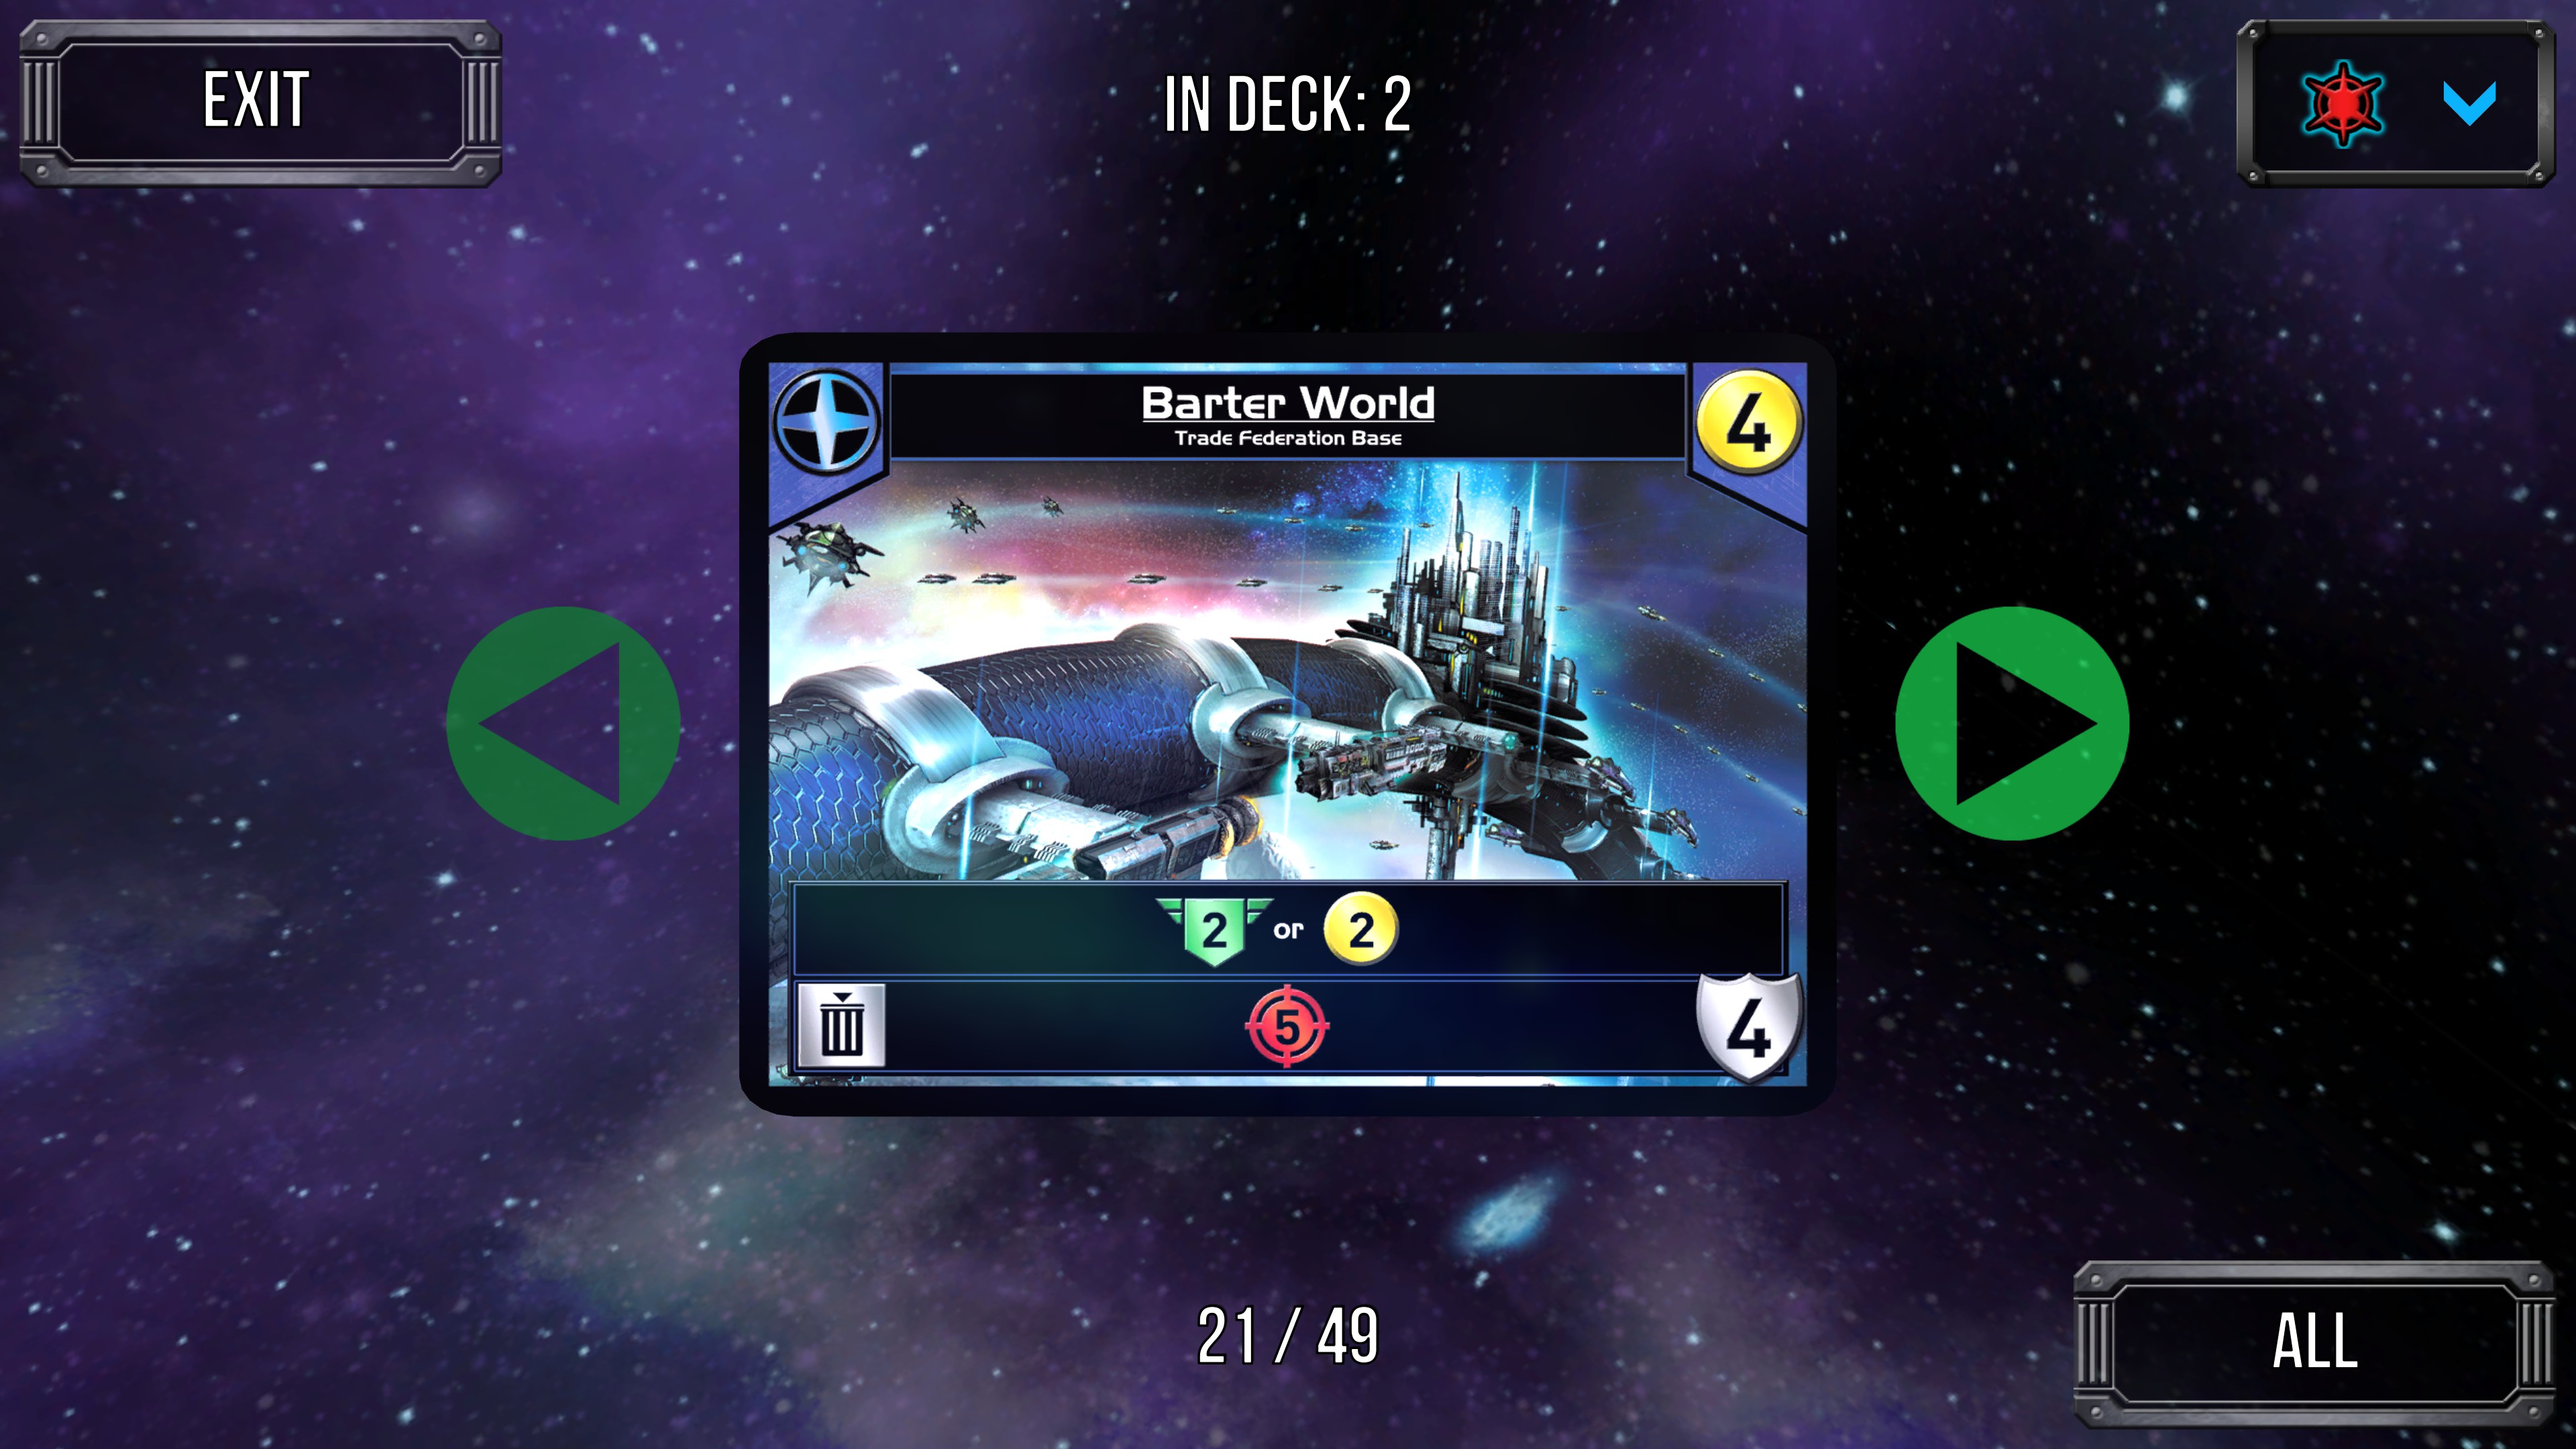 EXIT
IN DECK: 2
Barter World
4
Trade Federation Base
2 or 2
5
4
21 / 49
ALL